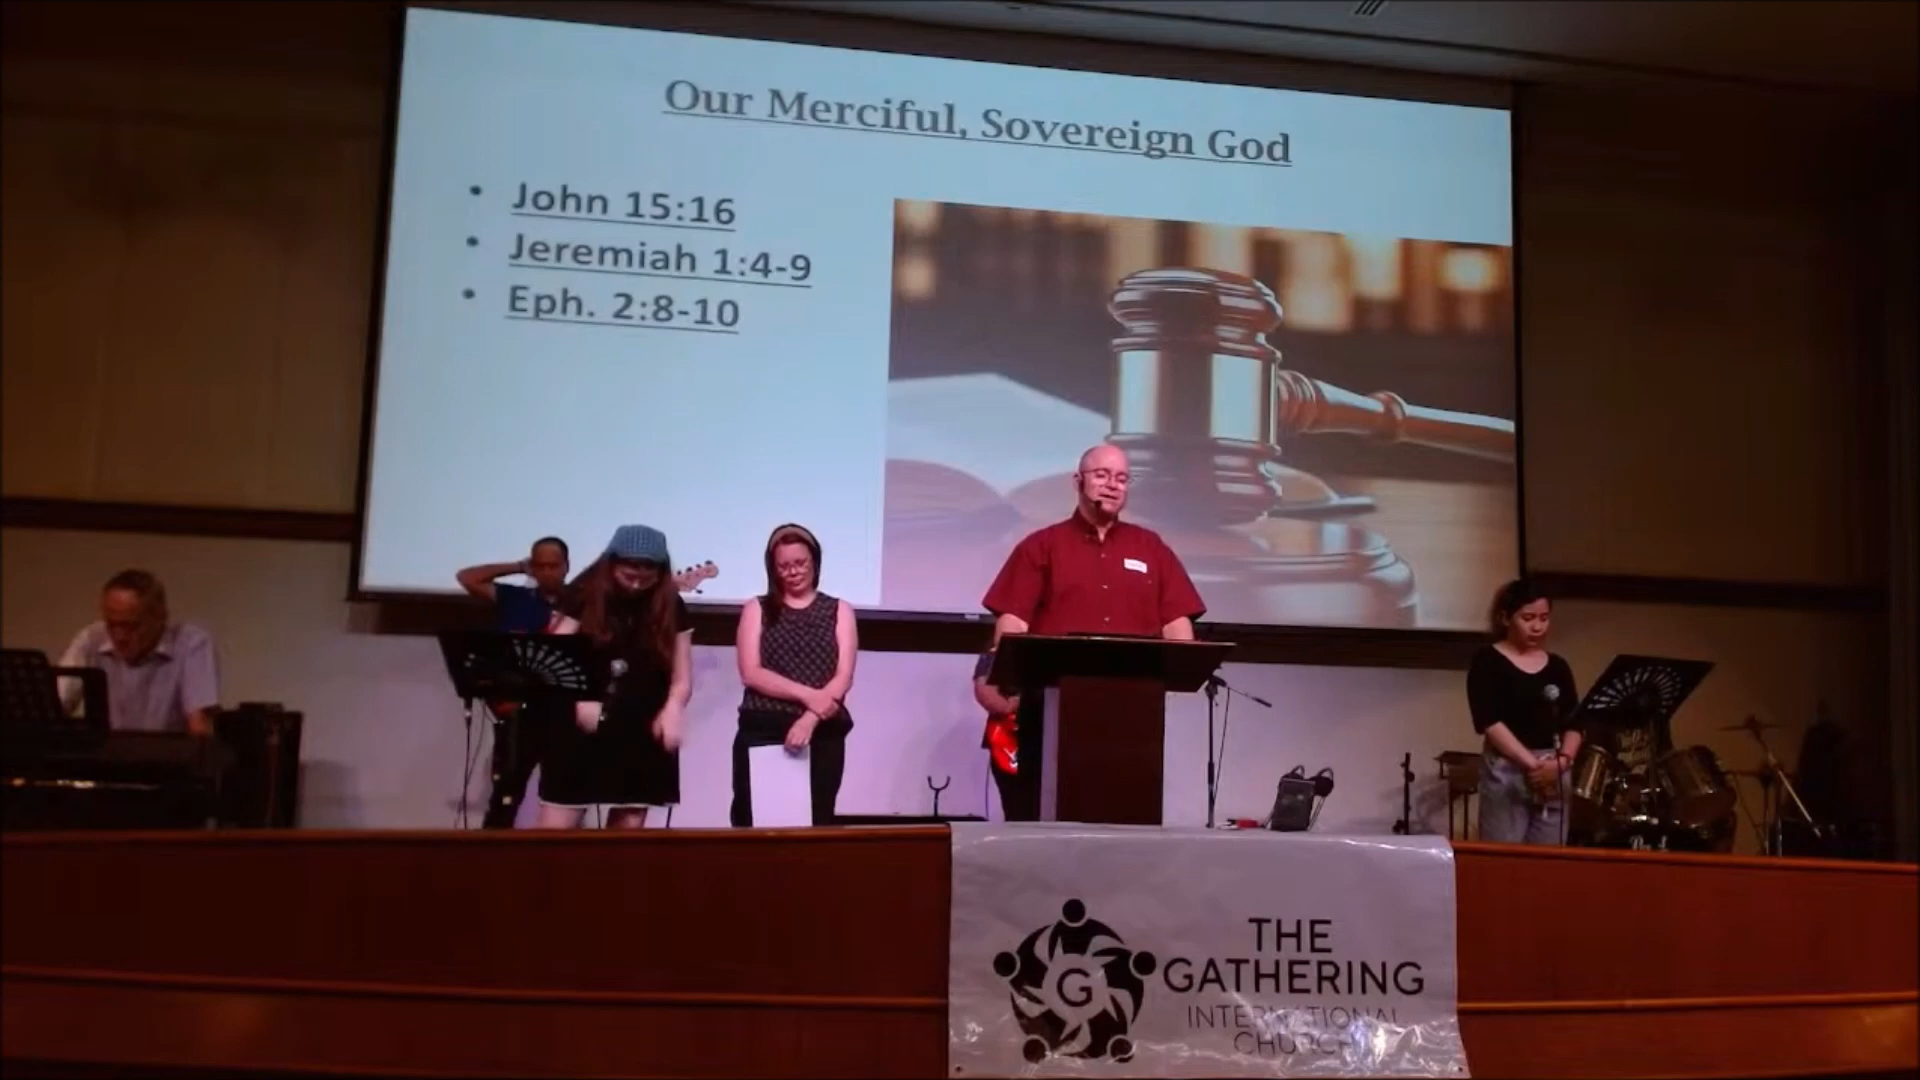 Our Merciful, Sovereign God
• John 15:16
• Jeremiah 1:4-9
• Eph. 2:8-10
G
THE
GATHERING
INTERNATIONAL
CHURCH